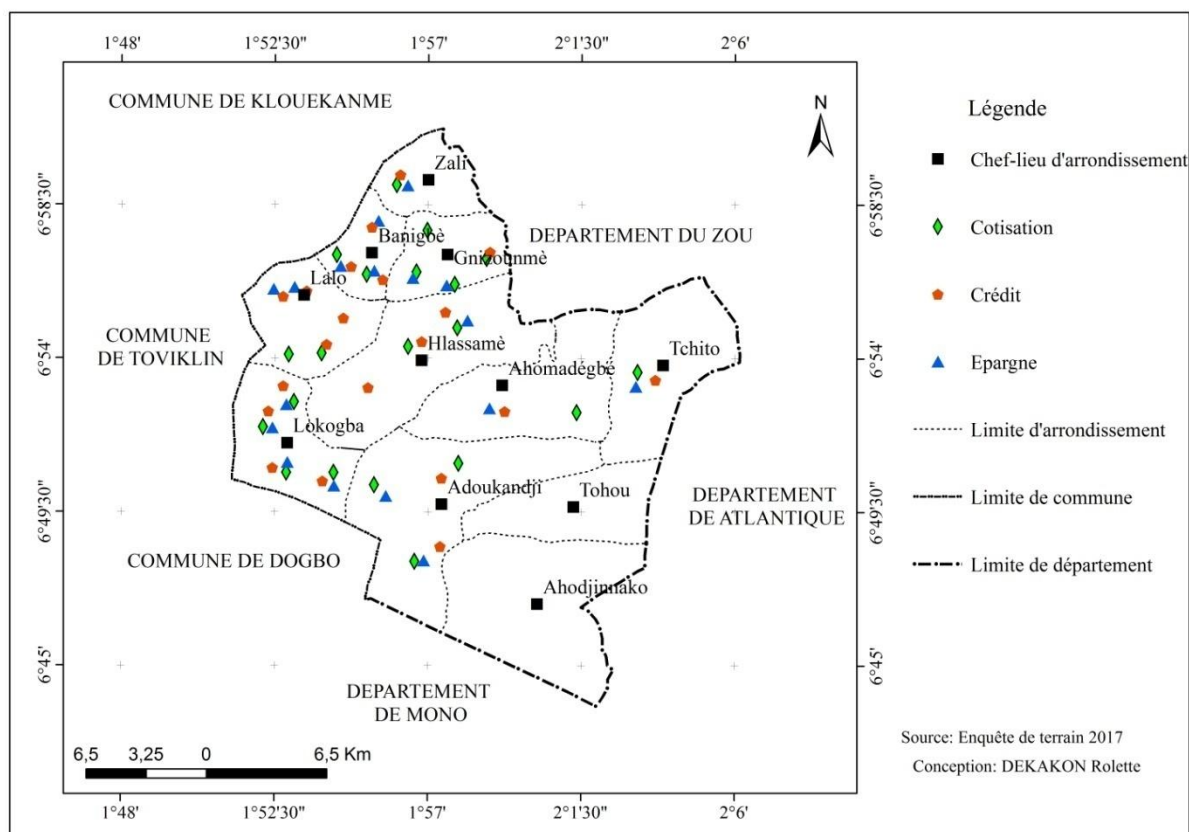 1°48'
1°52'30"
1°57'
2°1'30"
2°6'
COMMUNE DE KLOUEKANME
N
Zali
6°58'30"
6°58'30"
Banigbè
DEPARTEMENT DU ZOU
Gnizounmè
Lalo
COMMUNE
DE TOVIKLIN
Hlassamè
Tchito
6°54'
6°54'
Ahomadégbé
Lokogba
Adoukandji
Tohou
6°49'30"
6°49'30"
DEPARTEMENT
DE ATLANTIQUE
COMMUNE DE DOGBO
Ahodjinnako
6°45'
6°45'
DEPARTEMENT
DE MONO
6,5 3,25 0 6,5 Km
1°48'
1°52'30"
1°57'
2°1'30"
2°6'
Légende
Chef-lieu d'arrondissement
Cotisation
Crédit
Epargne
Limite d'arrondissement
Limite de commune
Limite de département
Source: Enquête de terrain 2017
Conception: DEKAKON Rolette